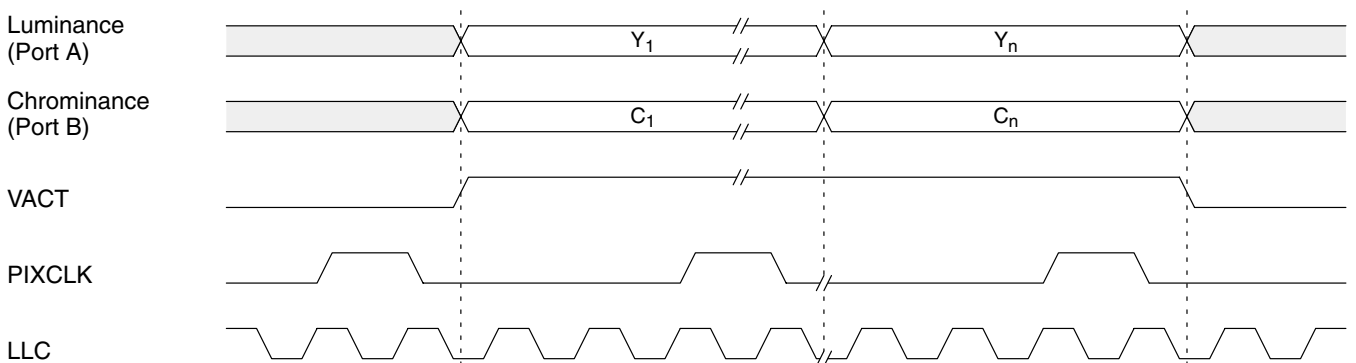 Luminance
(Port A)
Y1
Yn
Chrominance
(Port B)
C1
Cn
VACT
PIXCLK
LLC